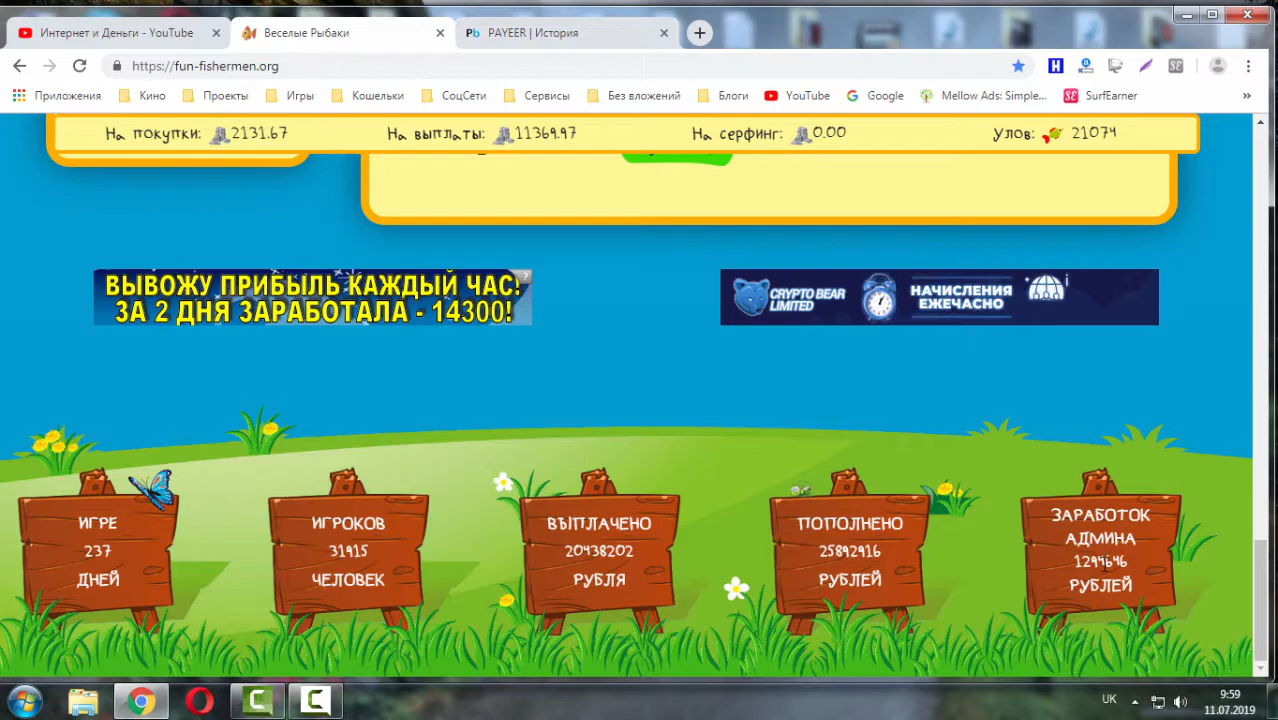 Интернет и Деньги - YouTube
Веселые Рыбаки
Pb PAYEER | История
https://fun-fishermen.org
Приложения
Кино
Проекты
Игры
Кошельки
СоцСети
Сервисы
Без вложений
Блоги
YouTube
Google
Mellow Ads: Simple...
SE SurfEarner
»
На покупки: 2131.67
На выплаты: 11369.97
На серфинг: 0.00
Улов: 21074
ВЫВОЖУ ПРИБЫЛЬ КАЖДЫЙ ЧАС!
ЗА 2 ДНЯ ЗАРАБОТАЛА - 14300!
CRYPTO BEAR
LIMITED
НАЧИСЛЕНИЯ
ЕЖЕЧАСНО
ИГРЕ
237
ДНЕЙ
ИГРОКОВ
31915
ЧЕЛОВЕК
ВЫПЛАЧЕНО
20438202
РУБЛЯ
ПОПОЛНЕНО
25892916
РУБЛЕЙ
ЗАРАБОТОК
АДМИНА
1294646
РУБЛЕЙ
UK
9:59
11.07.2019